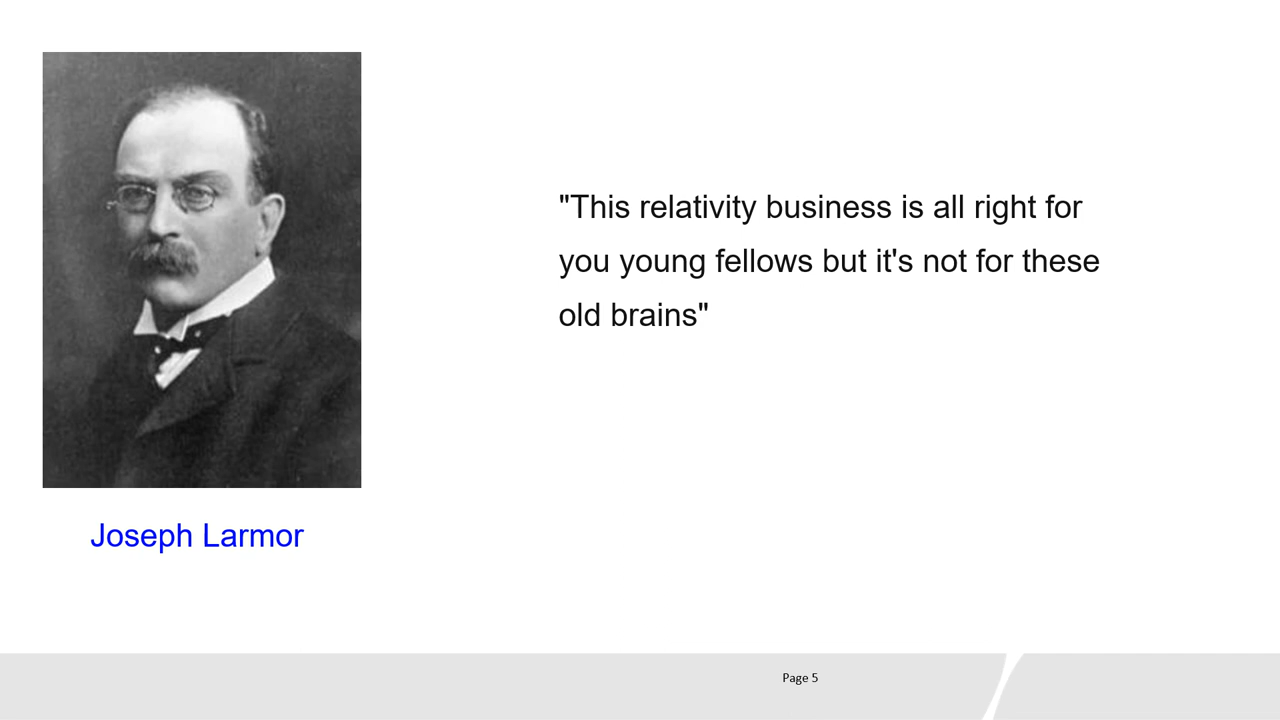 "This relativity business is all right for
you young fellows but it's not for these
old brains"
Joseph Larmor
Page 5